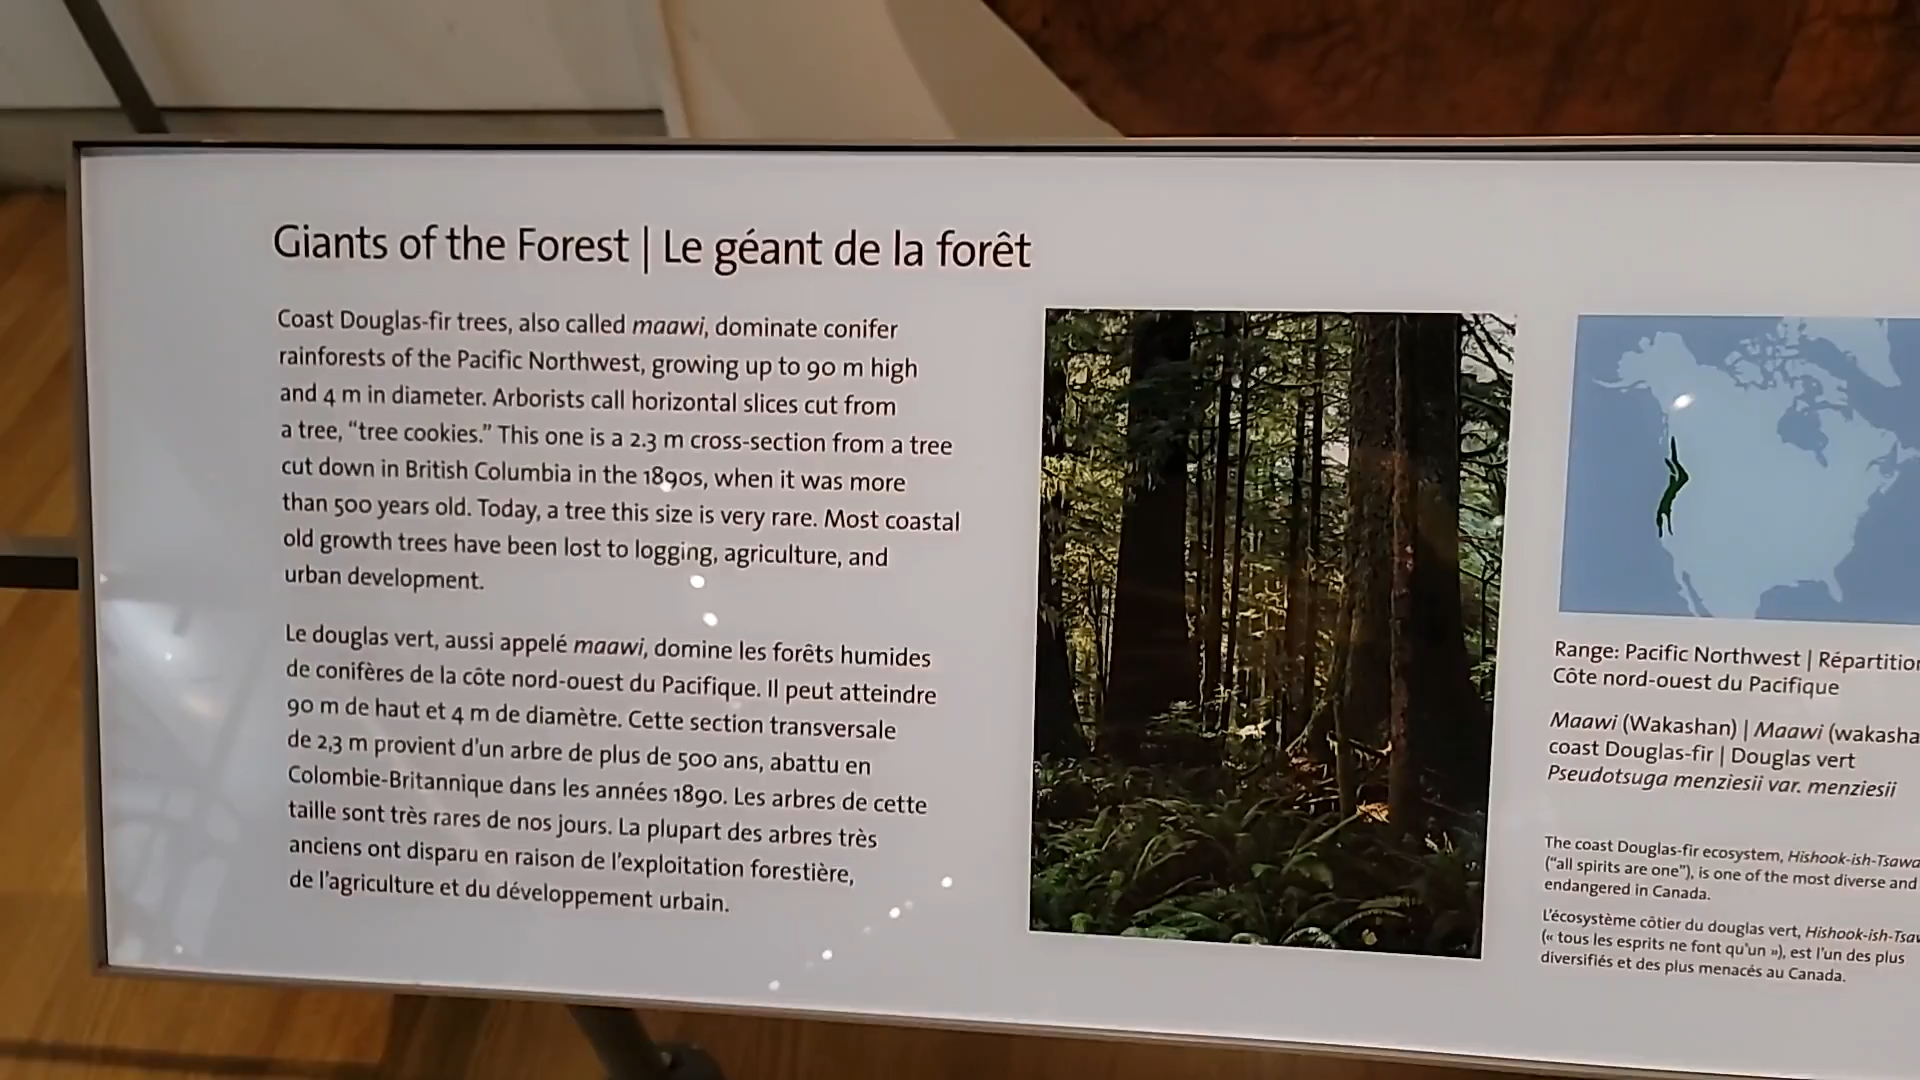 Giants of the Forest | Le géant de la forêt
Coast Douglas-fir trees, also called maawi, dominate conifer
rainforests of the Pacific Northwest, growing up to 90 m high
and 4 m in diameter. Arborists call horizontal slices cut from
a tree, “tree cookies.” This one is a 2.3 m cross-section from a tree
cut down in British Columbia in the 1890s, when it was more
than 500 years old. Today, a tree this size is very rare. Most coastal
old growth trees have been lost to logging, agriculture, and
urban development.
Le douglas vert, aussi appelé maawi, domine les forêts humides
de conifères de la côte nord-ouest du Pacifique. Il peut atteindre
90 m de haut et 4 m de diamètre. Cette section transversale
de 2,3 m provient d'un arbre de plus de 500 ans, abattu en
Colombie-Britannique dans les années 1890. Les arbres de cette
taille sont très rares de nos jours. La plupart des arbres très
anciens ont disparu en raison de l'exploitation forestière,
de l'agriculture et du développement urbain.
Range: Pacific Northwest |
Côte nord-ouest du Pacifique
Maawi (Wakashan) | Maawi
coast Douglas-fir | Douglas vert
Pseudotsuga menziesii var. menziesii
The coast Douglas-fir ecosystem,
(“all spirits are one”), is one of the most diverse and
endangered in Canada.
L'écosystème côtier du douglas vert,
(« tous les esprits ne font qu'un »), est l'un des plus
diversifiés et des plus menacés au Canada.